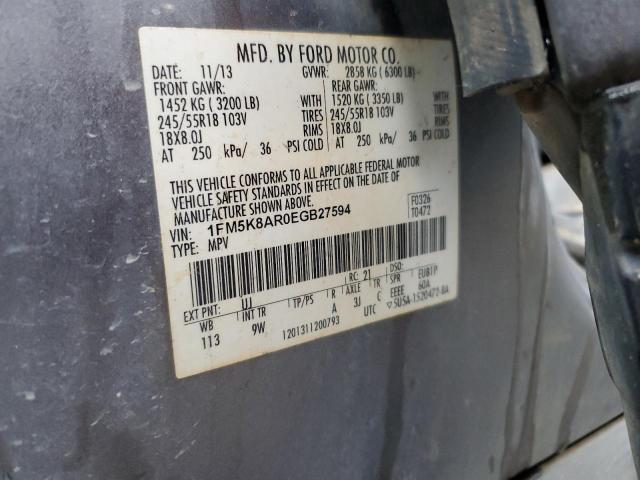 MFD. BY FORD MOTOR CO.
DATE: 11/13 GVWR: 2858 KG ( 6300 LB)
FRONT GAWR: REAR GAWR:
1452 KG ( 3200 LB) WITH 1520 KG ( 3350 LB) WITH
245/55R18 103V TIRES 245/55R18 103V TIRES
18X8.0J RIMS 18X8.0J RIMS
AT 250 kPa/ 36 PSI COLD AT 250 kPa/ 36 PSI COLD
THIS VEHICLE CONFORMS TO ALL APPLICABLE FEDERAL MOTOR
VEHICLE SAFETY STANDARDS IN EFFECT ON THE DATE OF
MANUFACTURE SHOWN ABOVE.
VIN: 1FM5K8AR0EGB27594 F0326
TYPE: MPV T0472
EXT PNT: UJ RC: 21 DSO:
WB INT TR TP/PS R AXLE TR SPR EUB1P
113 9W A 3J C EEEE 60A
1201311200793 UTC ▽5U5A-1520472-BA